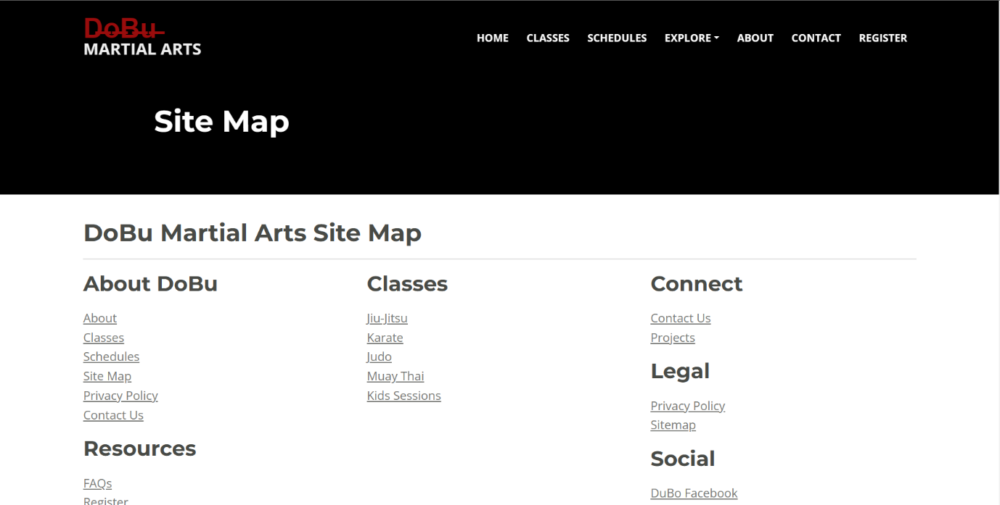 DoBu
MARTIAL ARTS
HOME CLASSES SCHEDULES EXPLORE ABOUT CONTACT REGISTER
Site Map
DoBu Martial Arts Site Map
About DoBu
About
Classes
Schedules
Site Map
Privacy Policy
Contact Us
Resources
FAQs
Register
Classes
Jiu-Jitsu
Karate
Judo
Muay Thai
Kids Sessions
Connect
Contact Us
Projects
Legal
Privacy Policy
Sitemap
Social
DuBo Facebook